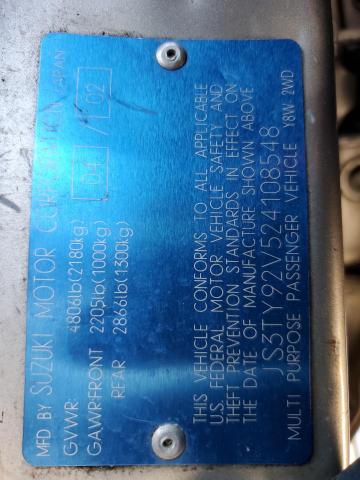 MFD BY SUZUKI MOTOR CORPORATION JAPAN
04 / 02
GVWR: 4806lb(2180kg)
GAWR:FRONT 2205lb(1000kg)
REAR 2866lb(1300kg)
THIS VEHICLE CONFORMS TO ALL APPLICABLE
U.S. FEDERAL MOTOR VEHICLE SAFETY AND
THEFT PREVENTION STANDARDS IN EFFECT ON
THE DATE OF MANUFACTURE SHOWN ABOVE
JS3TY92V524108548
MULTI PURPOSE PASSENGER VEHICLE Y8W 2WD